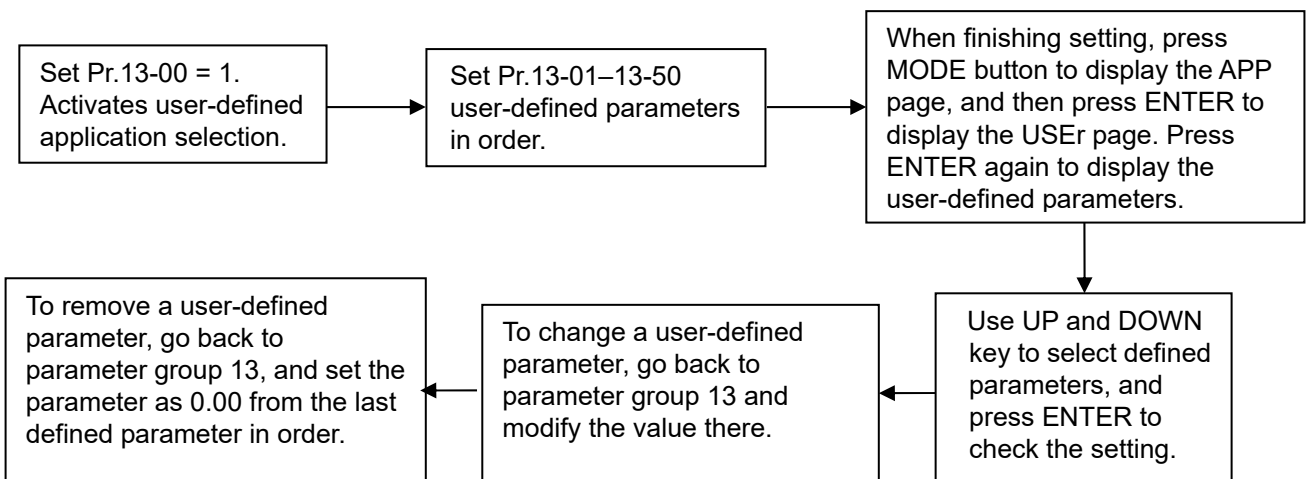 Set Pr.13-00 = 1.
Activates user-defined
application selection.
Set Pr.13-01–13-50
user-defined parameters
in order.
When finishing setting, press
MODE button to display the APP
page, and then press ENTER to
display the USEr page. Press
ENTER again to display the
user-defined parameters.
Use UP and DOWN
key to select defined
parameters, and
press ENTER to
check the setting.
To change a user-defined
parameter, go back to
parameter group 13 and
modify the value there.
To remove a user-defined
parameter, go back to
parameter group 13, and set the
parameter as 0.00 from the last
defined parameter in order.